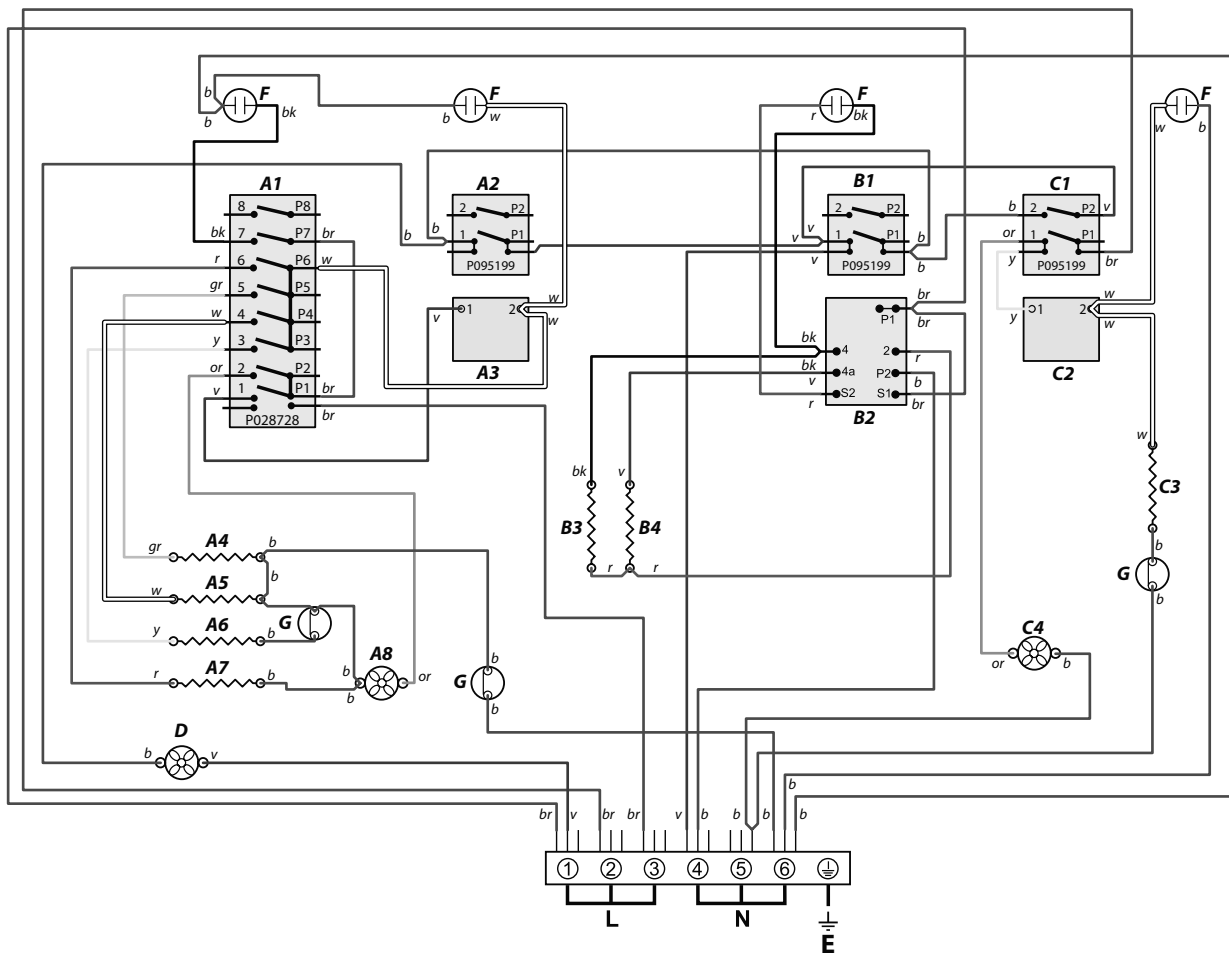 F F F F
b bk b w r bk w b
b
A1 A2 B1 C1
8 P8 2 P2 2 P2 b 2 P2 v
bk 7 P7 br b b 1 P1 v v 1 P1 b b or y 1 P1 br
r 6 P6 w P095199 P095199 P095199
gr 5 P5
w 4 P4 v 1 2 w w br P1 br y 1 2 w w
y 3 P3 bk 4 2 r
or 2 P2 A3 bk 4a P2 b C2
v 1 P1 br v
br r S2 S1 br
P028728 B2
w
bk v C3
B3 B4
A4
gr b r r b
A5 G
w b
A6 G C4
y b
A7 b A8 b
r b b or G or b
b
D
b v
b
br v br br v b b b b
1 2 3 4 5 6
L N E